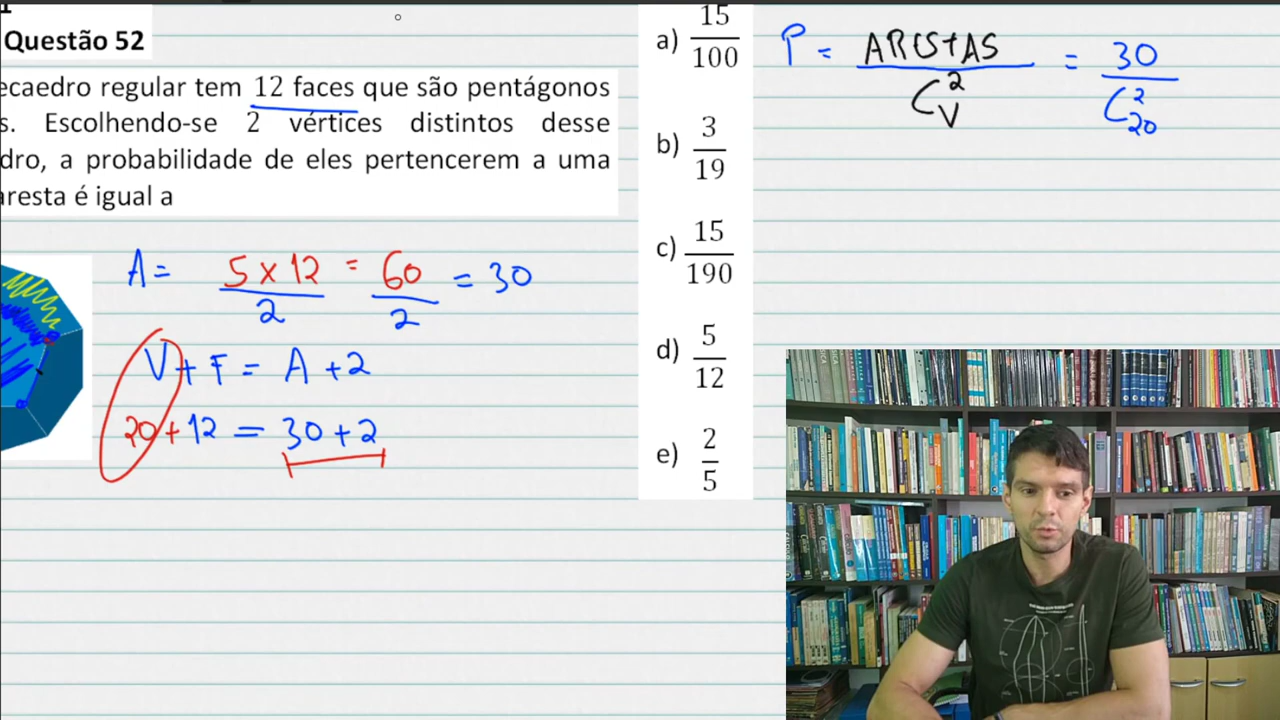 Questão 52
ecaedro regular tem 12 faces que são pentágonos
s. Escolhendo-se 2 vértices distintos desse
dro, a probabilidade de eles pertencerem a uma
aresta é igual a
A = 5 x 12 / 2 = 60 / 2 = 30
V + F = A + 2
20 + 12 = 30 + 2
a) 15/100
b) 3/19
c) 15/190
d) 5/12
e) 2/5
P = ARESTAS / C_V^2 = 30 / C_20^2